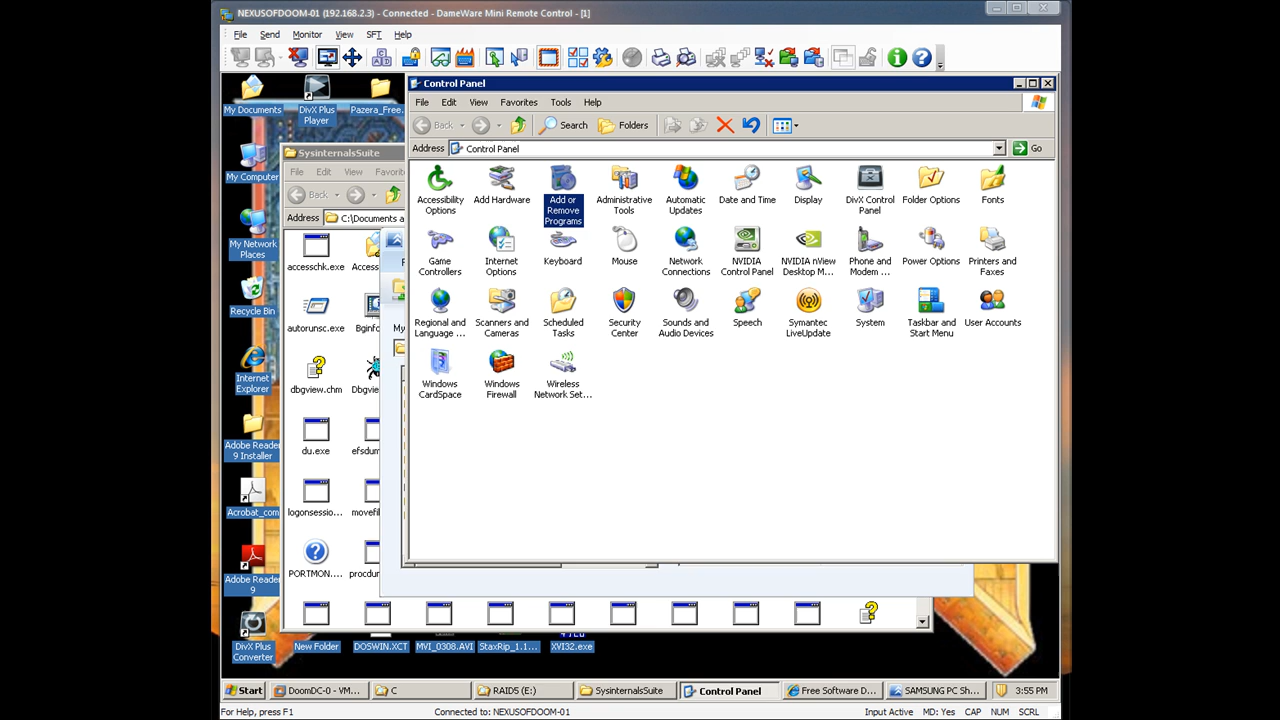 NEXUSOFDOOM-01 (192.168.2.3) - Connected - DameWare Mini Remote Control - [1]
File Send Monitor View SFT Help
My Documents
DivX Plus
Player
Pazera_Free...
My Computer
My Network
Places
Recycle Bin
Internet
Explorer
Adobe Reader
9 Installer
Acrobat_com
Adobe Reader
9
DivX Plus
Converter
New Folder
DOSWIN.XCT
MVI_0308.AVI
StaxRip_1.1...
XVI32.exe
SysinternalsSuite
File Edit View
Back
Address C:\Documents a
accesschk.exe
autorunsc.exe
dbgview.chm
du.exe
logonsessio...
PORTMON....
Control Panel
File Edit View Favorites Tools Help
Back Search Folders
Address Control Panel Go
Accessibility
Options
Add Hardware
Add or
Remove
Programs
Administrative
Tools
Automatic
Updates
Date and Time
Display
DivX Control
Panel
Folder Options
Fonts
Game
Controllers
Internet
Options
Keyboard
Mouse
Network
Connections
NVIDIA
Control Panel
NVIDIA nView
Desktop M...
Phone and
Modem ...
Power Options
Printers and
Faxes
Regional and
Language ...
Scanners and
Cameras
Scheduled
Tasks
Security
Center
Sounds and
Audio Devices
Speech
Symantec
LiveUpdate
System
Taskbar and
Start Menu
User Accounts
Windows
CardSpace
Windows
Firewall
Wireless
Network Set...
Start DoomDC-0 - VM... C RAID5 (E:) SysinternalsSuite Control Panel Free Software D... SAMSUNG PC Sh... 3:55 PM
For Help, press F1 Connected to: NEXUSOFDOOM-01 Input Active MD: Yes CAP NUM SCRL